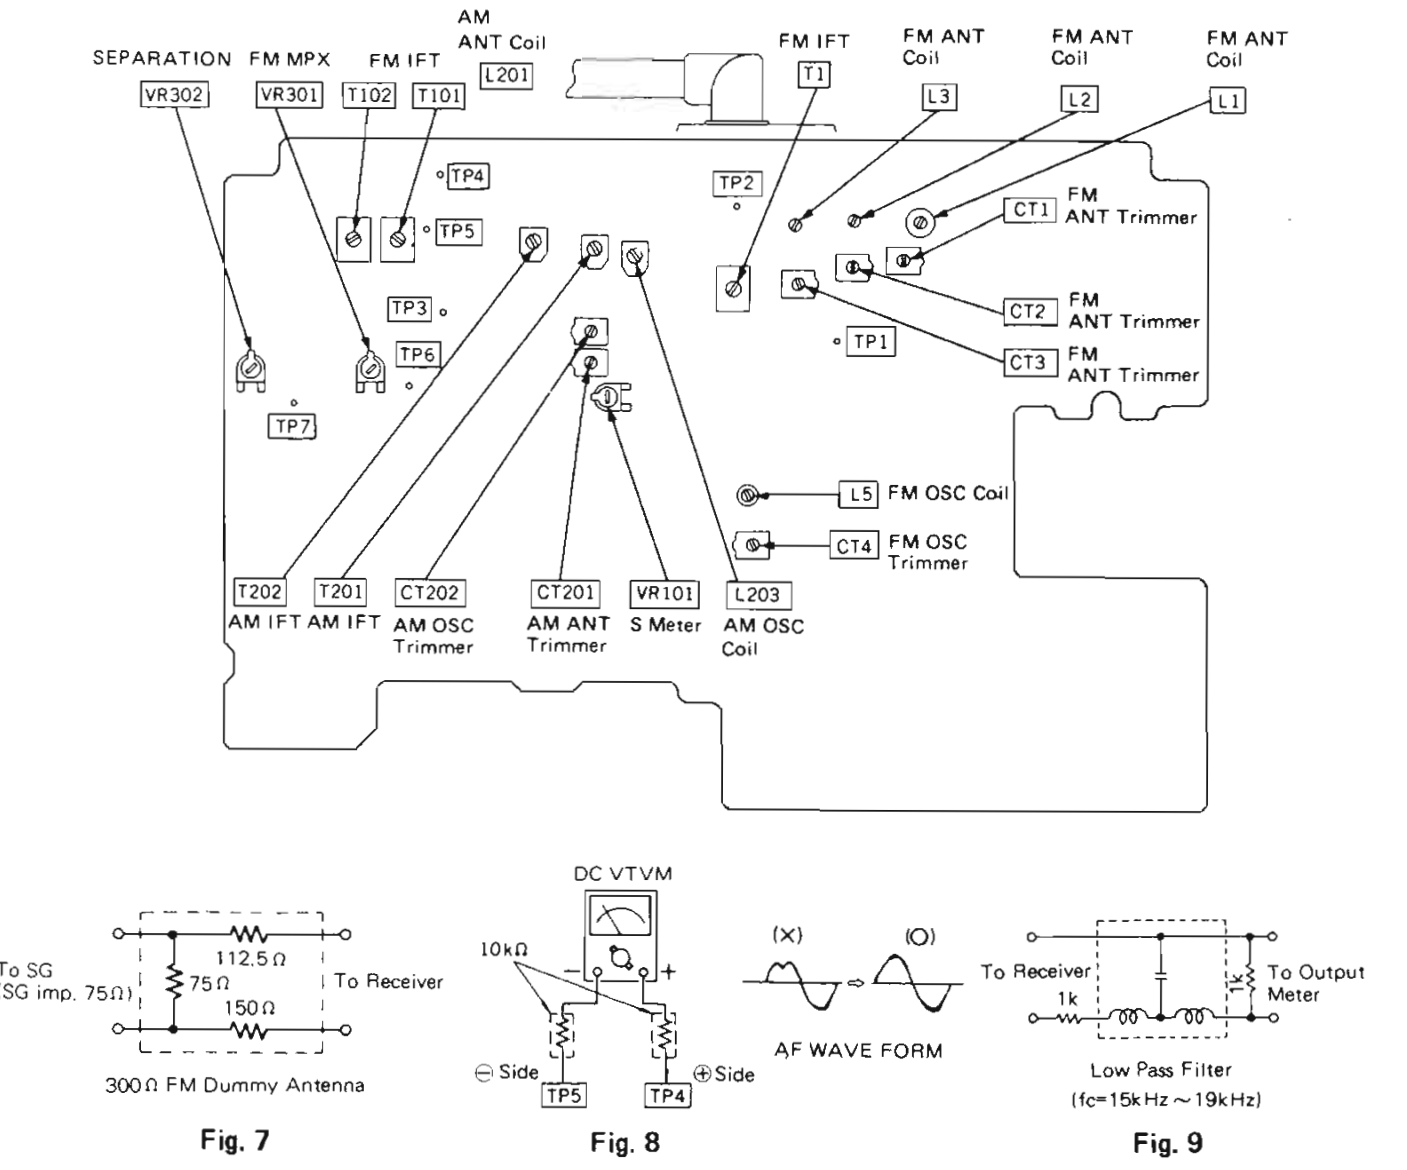 AM
ANT Coil
L201
SEPARATION
VR302
FM MPX
VR301
FM IFT
T102
T101
FM IFT
T1
FM ANT
Coil
L3
FM ANT
Coil
L2
FM ANT
Coil
L1
TP4
TP5
TP2
CT1
FM
ANT Trimmer
TP3
CT2
FM
ANT Trimmer
TP6
TP1
CT3
FM
ANT Trimmer
TP7
L5
FM OSC Coil
CT4
FM OSC
Trimmer
T202
AM IFT
T201
AM IFT
CT202
AM OSC
Trimmer
CT201
AM ANT
Trimmer
VR101
S Meter
L203
AM OSC
Coil
To SG
(SG imp. 75Ω)
112.5Ω
75Ω
150Ω
To Receiver
300Ω FM Dummy Antenna
Fig. 7
DC VTVM
10kΩ
− +
⊖ Side
TP5
⊕ Side
TP4
Fig. 8
(X)
⇨
(O)
AF WAVE FORM
To Receiver
1k
1k
To Output
Meter
Low Pass Filter
(fc=15kHz ~ 19kHz)
Fig. 9